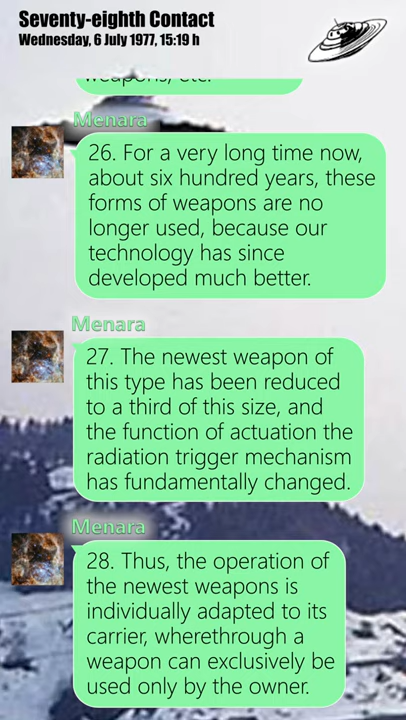 Seventy-eighth Contact
Wednesday, 6 July 1977, 15:19 h
weapons, etc.
Menara
26. For a very long time now,
about six hundred years, these
forms of weapons are no
longer used, because our
technology has since
developed much better.
Menara
27. The newest weapon of
this type has been reduced
to a third of this size, and
the function of actuation the
radiation trigger mechanism
has fundamentally changed.
Menara
28. Thus, the operation of
the newest weapons is
individually adapted to its
carrier, wherethrough a
weapon can exclusively be
used only by the owner.